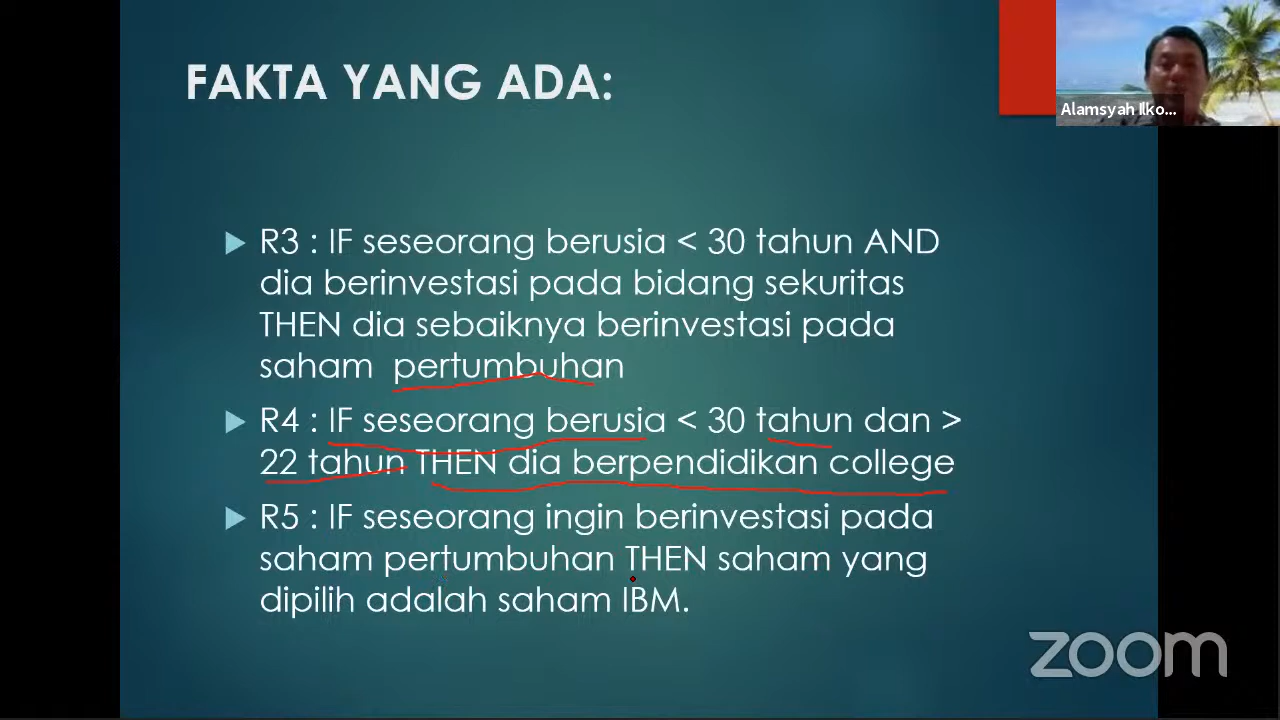 FAKTA YANG ADA:
Alamsyah Ilko...
R3 : IF seseorang berusia < 30 tahun AND
dia berinvestasi pada bidang sekuritas
THEN dia sebaiknya berinvestasi pada
saham pertumbuhan
R4 : IF seseorang berusia < 30 tahun dan >
22 tahun THEN dia berpendidikan college
R5 : IF seseorang ingin berinvestasi pada
saham pertumbuhan THEN saham yang
dipilih adalah saham IBM.
zoom